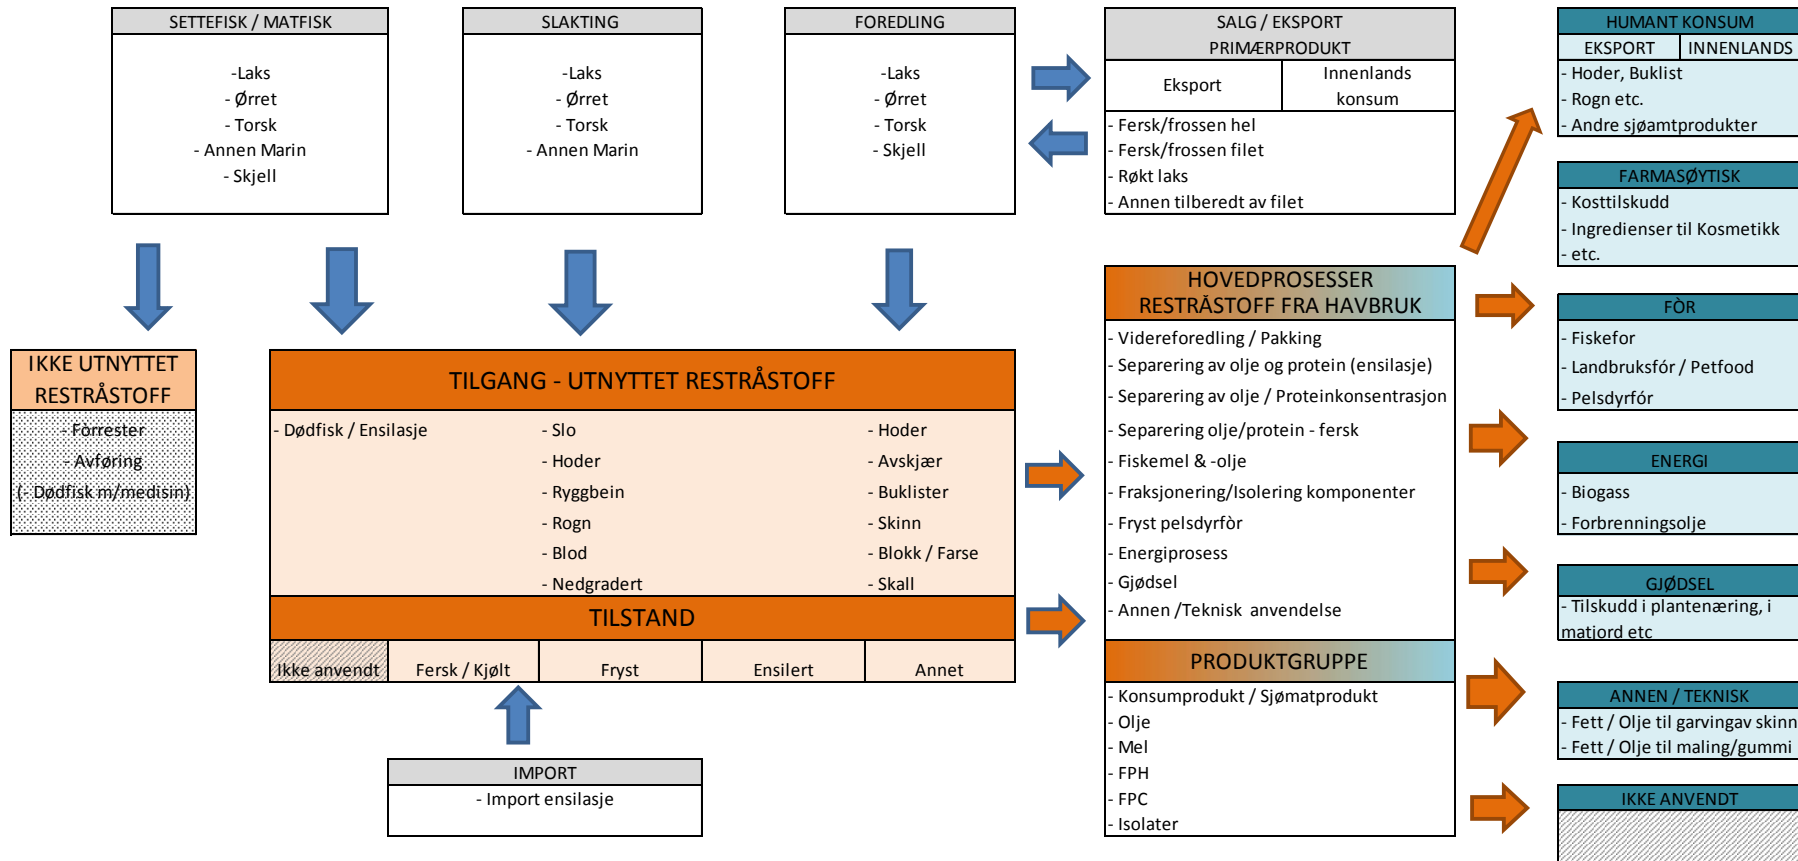 SETTEFISK / MATFISK
-Laks
- Ørret
- Torsk
- Annen Marin
- Skjell
SLAKTING
-Laks
- Ørret
- Torsk
- Annen Marin
FOREDLING
-Laks
- Ørret
- Torsk
- Skjell
SALG / EKSPORT
PRIMÆRPRODUKT
Eksport
Innenlands
konsum
- Fersk/frossen hel
- Fersk/frossen filet
- Røkt laks
- Annen tilberedt av filet
IKKE UTNYTTET
RESTRÅSTOFF
- Fòrrester
- Avføring
(- Dødfisk m/medisin)
TILGANG - UTNYTTET RESTRÅSTOFF
- Dødfisk / Ensilasje
- Slo
- Hoder
- Ryggbein
- Rogn
- Blod
- Nedgradert
- Hoder
- Avskjær
- Buklister
- Skinn
- Blokk / Farse
- Skall
TILSTAND
Ikke anvendt
Fersk / Kjølt
Fryst
Ensilert
Annet
IMPORT
- Import ensilasje
HOVEDPROSESSER
RESTRÅSTOFF FRA HAVBRUK
- Videreforedling / Pakking
- Separering av olje og protein (ensilasje)
- Separering av olje / Proteinkonsentrasjon
- Separering olje/protein - fersk
- Fiskemel & -olje
- Fraksjonering/Isolering komponenter
- Fryst pelsdyrfòr
- Energiprosess
- Gjødsel
- Annen /Teknisk anvendelse
PRODUKTGRUPPE
- Konsumprodukt / Sjømatprodukt
- Olje
- Mel
- FPH
- FPC
- Isolater
HUMANT KONSUM
EKSPORT
INNENLANDS
- Hoder, Buklist
- Rogn etc.
- Andre sjøamtprodukter
FARMASØYTISK
- Kosttilskudd
- Ingredienser til Kosmetikk
- etc.
FÒR
- Fiskefor
- Landbruksfór / Petfood
- Pelsdyrfór
ENERGI
- Biogass
- Forbrenningsolje
GJØDSEL
- Tilskudd i plantenæring, i
matjord etc
ANNEN / TEKNISK
- Fett / Olje til garvingav skinn
- Fett / Olje til maling/gummi
IKKE ANVENDT